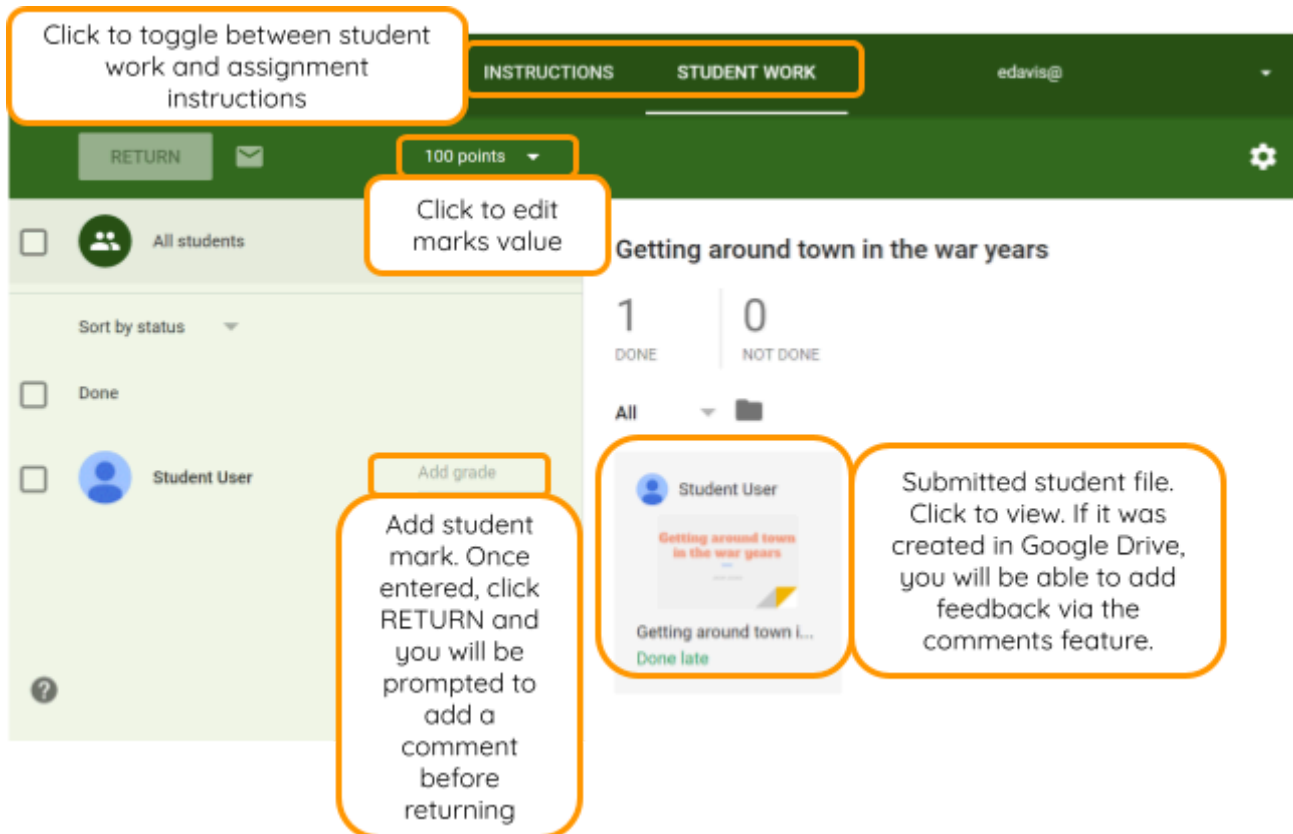 Click to toggle between student
work and assignment
instructions
INSTRUCTIONS
STUDENT WORK
edavis@
RETURN
100 points
Click to edit
marks value
All students
Getting around town in the war years
1
DONE
0
NOT DONE
Sort by status
Done
All
Student User
Add grade
Add student
mark. Once
entered, click
RETURN and
you will be
prompted to
add a
comment
before
returning
Student User
Getting around town
in the war years
Getting around town i...
Done late
Submitted student file.
Click to view. If it was
created in Google Drive,
you will be able to add
feedback via the
comments feature.
?